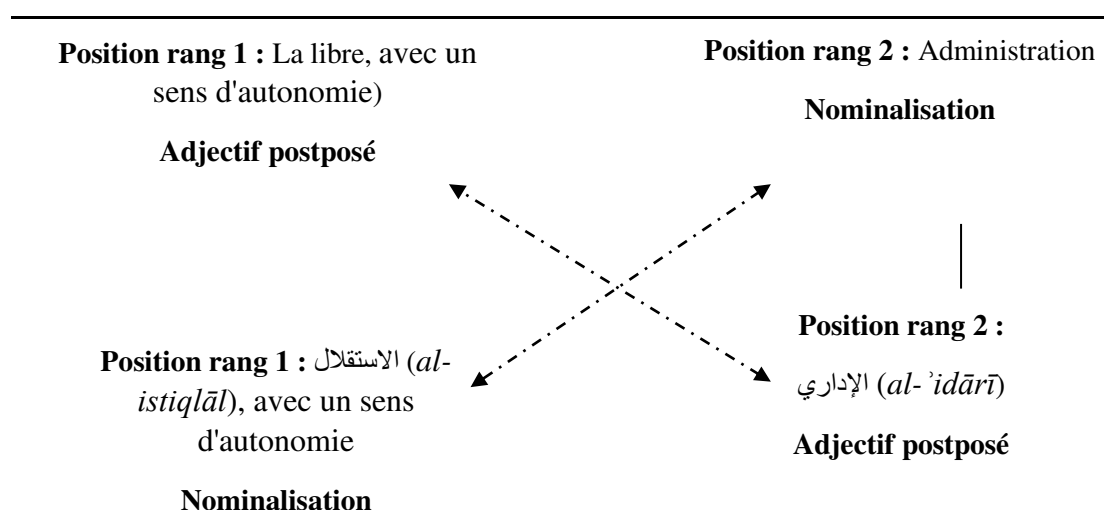 Position rang 1 : La libre, avec un
sens d'autonomie)
Adjectif postposé
Position rang 2 : Administration
Nominalisation
Position rang 1 : الاستقلال (al-
istiqlāl), avec un sens
d'autonomie
Nominalisation
Position rang 2 :
الإداري (al- ʾidārī)
Adjectif postposé